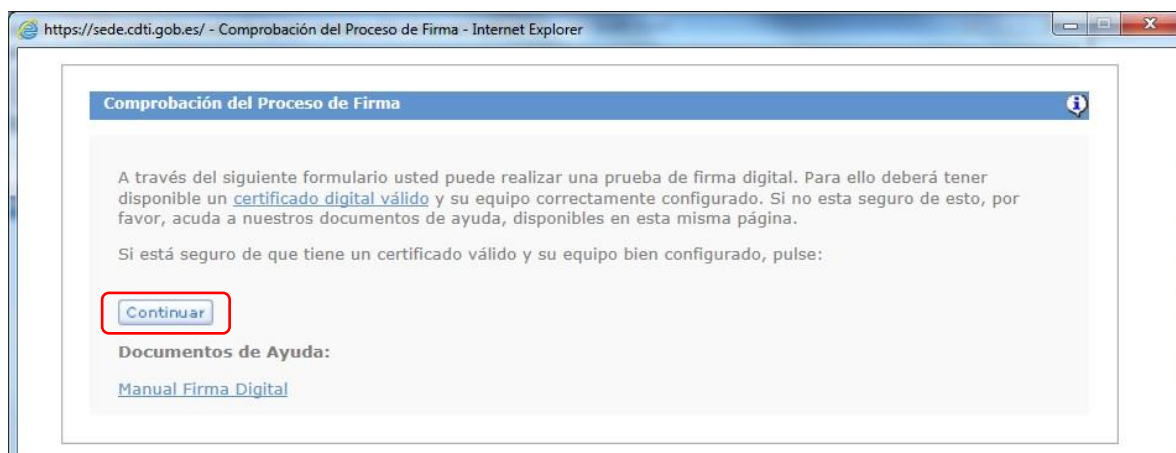 https://sede.cdti.gob.es/ - Comprobación del Proceso de Firma - Internet Explorer
Comprobación del Proceso de Firma
A través del siguiente formulario usted puede realizar una prueba de firma digital. Para ello deberá tener
disponible un certificado digital válido y su equipo correctamente configurado. Si no esta seguro de esto, por
favor, acuda a nuestros documentos de ayuda, disponibles en esta misma página.
Si está seguro de que tiene un certificado válido y su equipo bien configurado, pulse:
Continuar
Documentos de Ayuda:
Manual Firma Digital